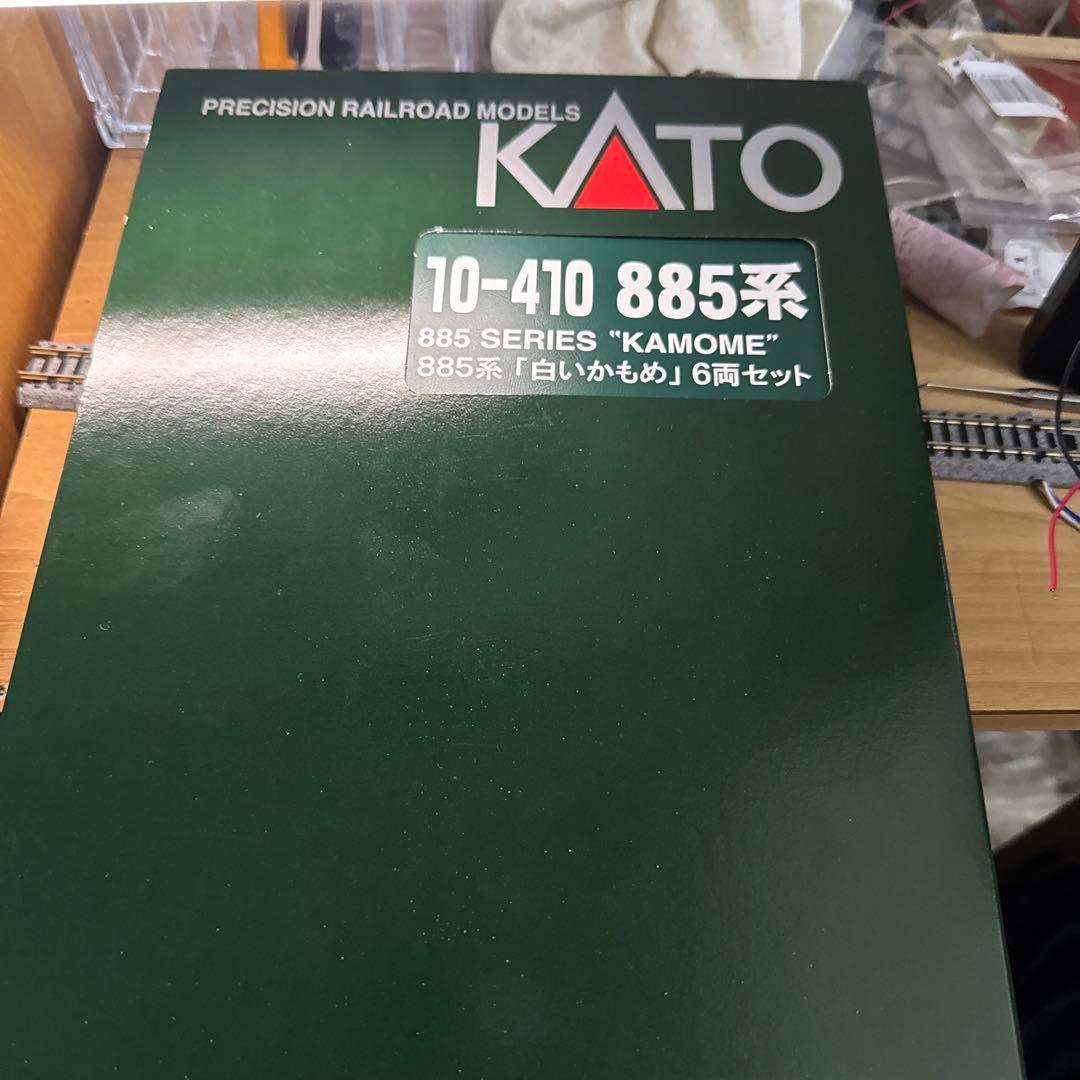 PRECISION RAILROAD MODELS
KATO
10-410 885系
885 SERIES "KAMOME"
885系「白いかもめ」6両セット